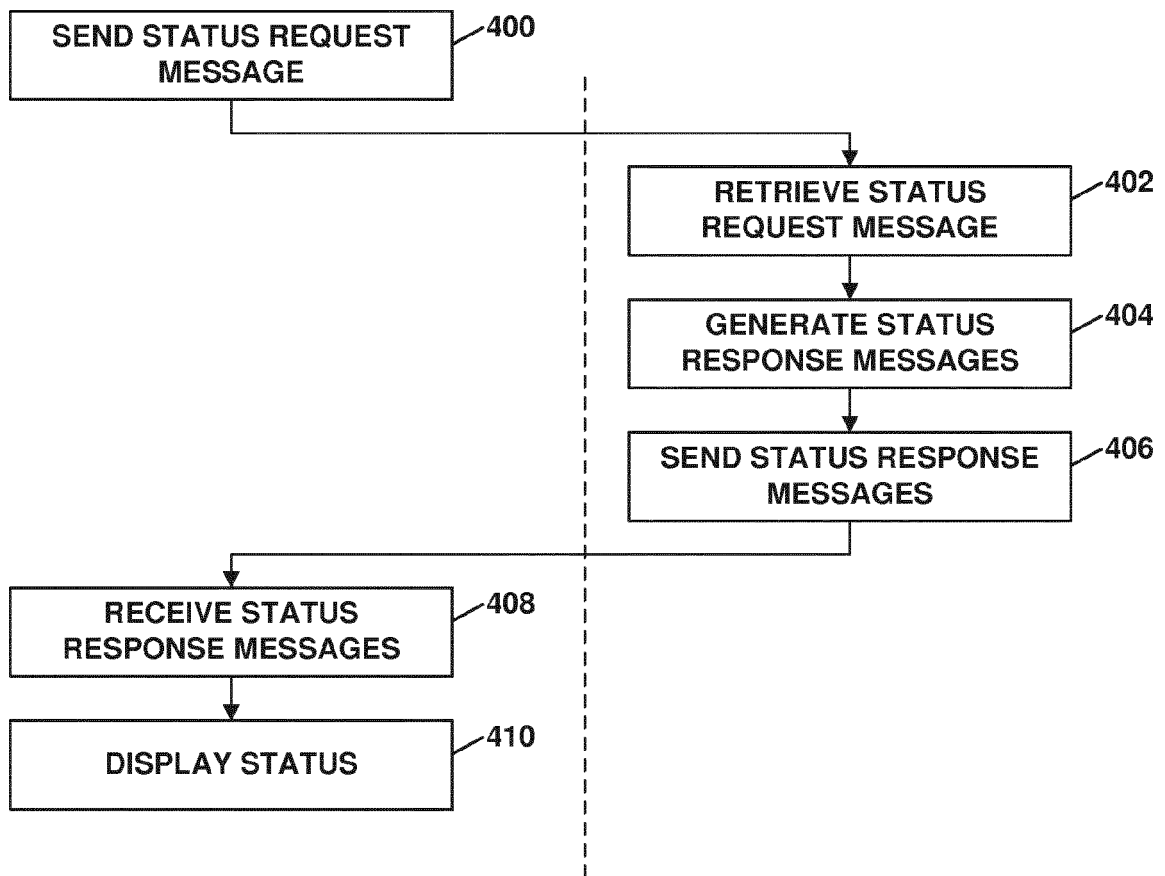 SEND STATUS REQUEST
MESSAGE
400
RETRIEVE STATUS
REQUEST MESSAGE
402
GENERATE STATUS
RESPONSE MESSAGES
404
SEND STATUS RESPONSE
MESSAGES
406
RECEIVE STATUS
RESPONSE MESSAGES
408
DISPLAY STATUS
410